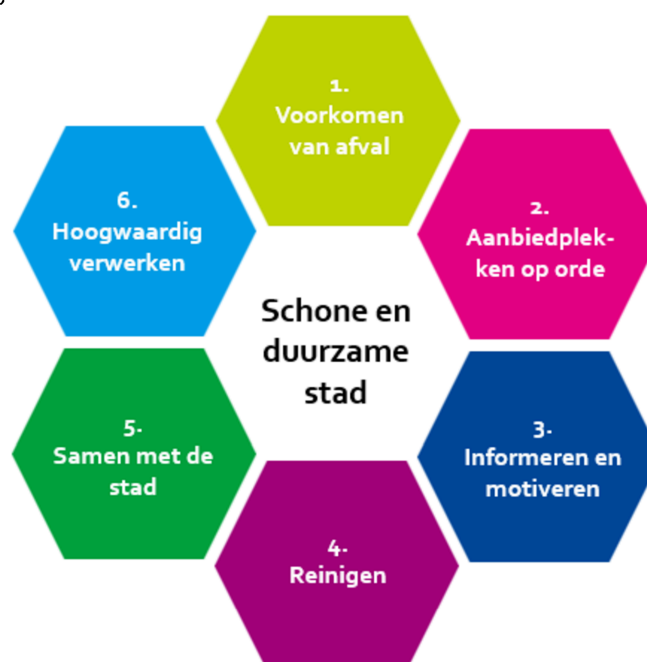 1.
Voorkomen
van afval
2.
Aanbiedplek-
ken op orde
3.
Informeren en
motiveren
4.
Reinigen
5.
Samen met de
stad
6.
Hoogwaardig
verwerken
Schone en
duurzame
stad